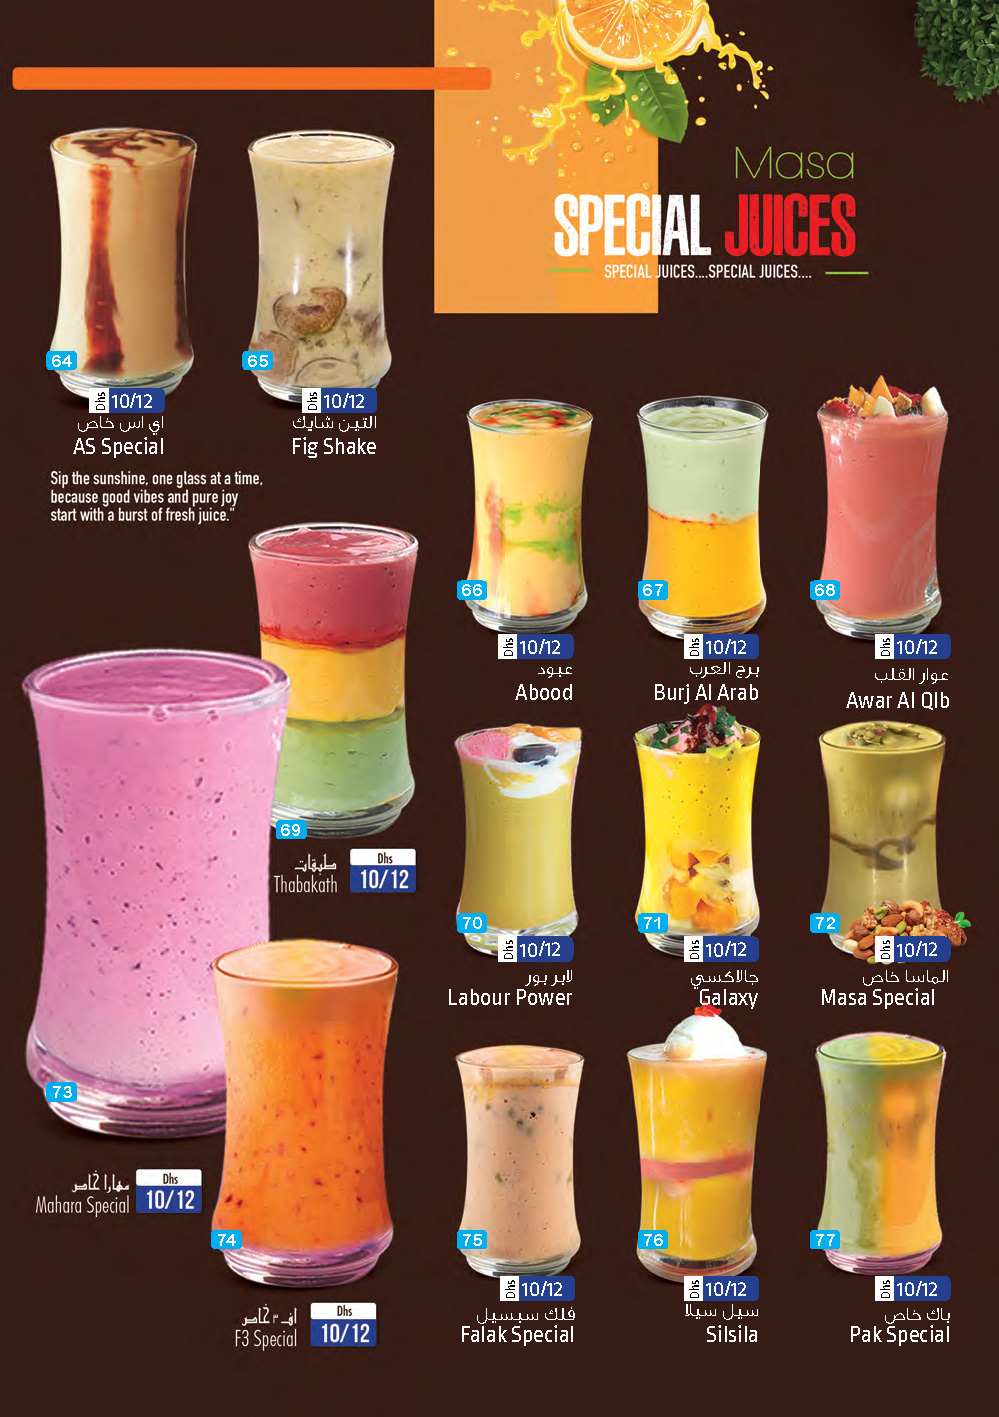 Masa
SPECIAL JUICES
SPECIAL JUICES....SPECIAL JUICES....
64
Dhs 10/12
اي اس خاص
AS Special
65
Dhs 10/12
التين شايك
Fig Shake
Sip the sunshine, one glass at a time,
because good vibes and pure joy
start with a burst of fresh juice."
66
Dhs 10/12
عبود
Abood
67
Dhs 10/12
برج العرب
Burj Al Arab
68
Dhs 10/12
عوار القلب
Awar Al Qlb
69
طبقات
Thabakath
Dhs
10/12
70
Dhs 10/12
لابر بور
Labour Power
71
Dhs 10/12
جالاكسي
Galaxy
72
Dhs 10/12
الماسا خاص
Masa Special
73
مهارا خاص
Mahara Special
Dhs
10/12
74
اف ٣ خاص
F3 Special
Dhs
10/12
75
Dhs 10/12
فلك سبسيل
Falak Special
76
Dhs 10/12
سيل سيلا
Silsila
77
Dhs 10/12
باك خاص
Pak Special